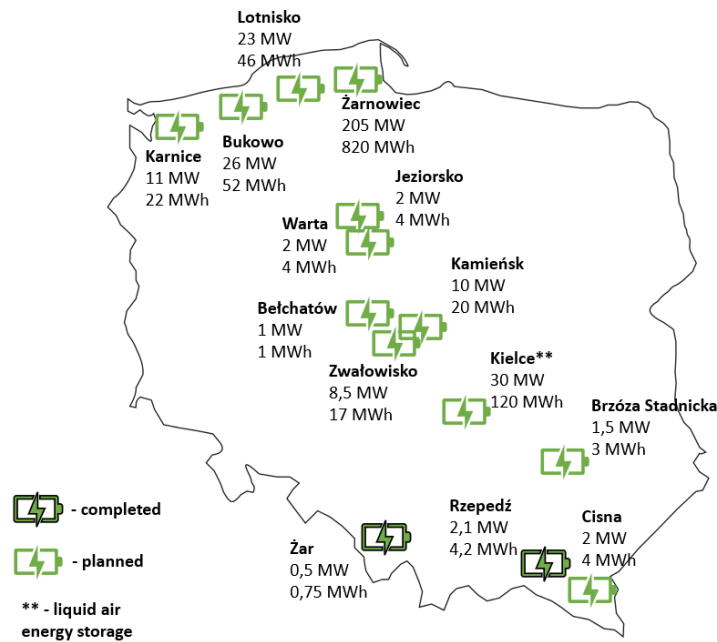 Lotnisko
23 MW
46 MWh
Żarnowiec
205 MW
820 MWh
Bukowo
26 MW
52 MWh
Karnice
11 MW
22 MWh
Jeziorsko
2 MW
4 MWh
Warta
2 MW
4 MWh
Kamieńsk
10 MW
20 MWh
Bełchatów
1 MW
1 MWh
Zwałowisko
8,5 MW
17 MWh
Kielce**
30 MW
120 MWh
Brzóza Stadnicka
1,5 MW
3 MWh
Rzepedź
2,1 MW
4,2 MWh
Cisna
2 MW
4 MWh
Żar
0,5 MW
0,75 MWh
- completed
- planned
** - liquid air
energy storage